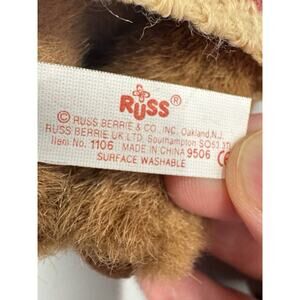 RUSS®
© RUSS BERRIE & CO., INC. Oakland, N.J.
RUSS BERRIE UK LTD. Southampton SO53
Item No. 1106 MADE IN CHINA 9506
SURFACE WASHABLE